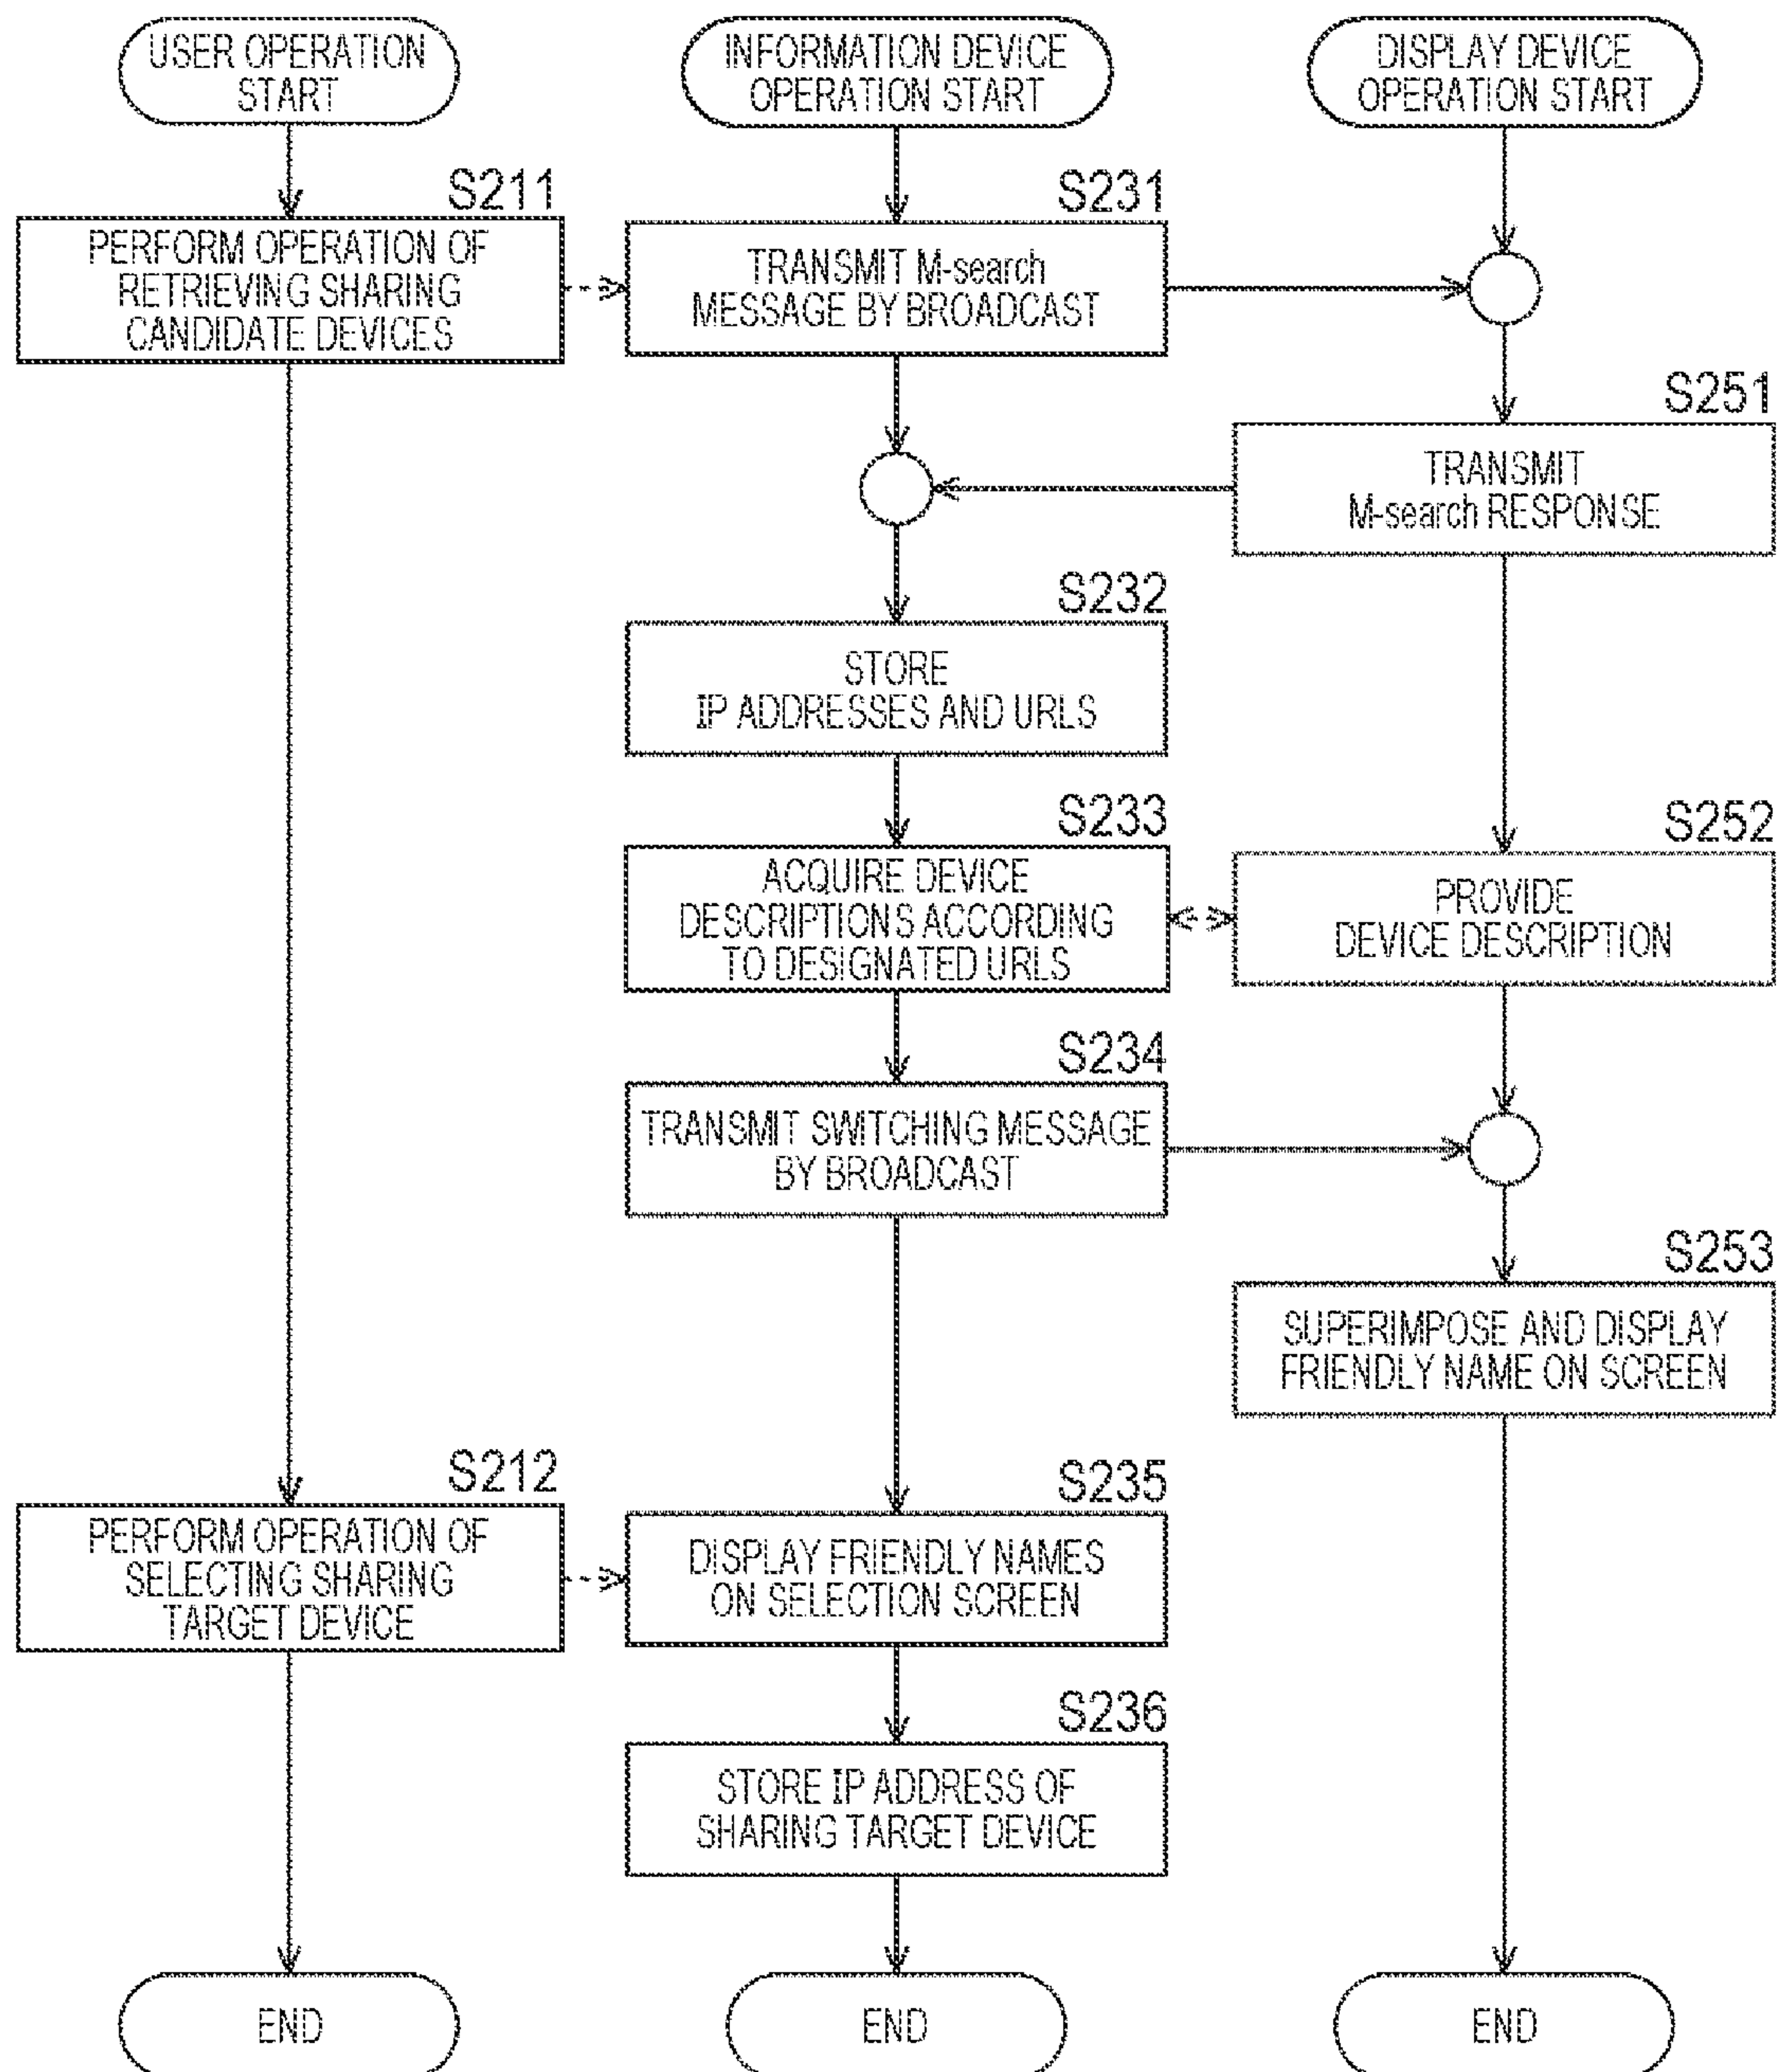 USER OPERATION
START
INFORMATION DEVICE
OPERATION START
DISPLAY DEVICE
OPERATION START
S211
PERFORM OPERATION OF
RETRIEVING SHARING
CANDIDATE DEVICES
S231
TRANSMIT M-search
MESSAGE BY BROADCAST
S251
TRANSMIT
M-search RESPONSE
S232
STORE
IP ADDRESSES AND URLS
S233
ACQUIRE DEVICE
DESCRIPTIONS ACCORDING
TO DESIGNATED URLS
S252
PROVIDE
DEVICE DESCRIPTION
S234
TRANSMIT SWITCHING MESSAGE
BY BROADCAST
S253
SUPERIMPOSE AND DISPLAY
FRIENDLY NAME ON SCREEN
S212
PERFORM OPERATION OF
SELECTING SHARING
TARGET DEVICE
S235
DISPLAY FRIENDLY NAMES
ON SELECTION SCREEN
S236
STORE IP ADDRESS OF
SHARING TARGET DEVICE
END
END
END